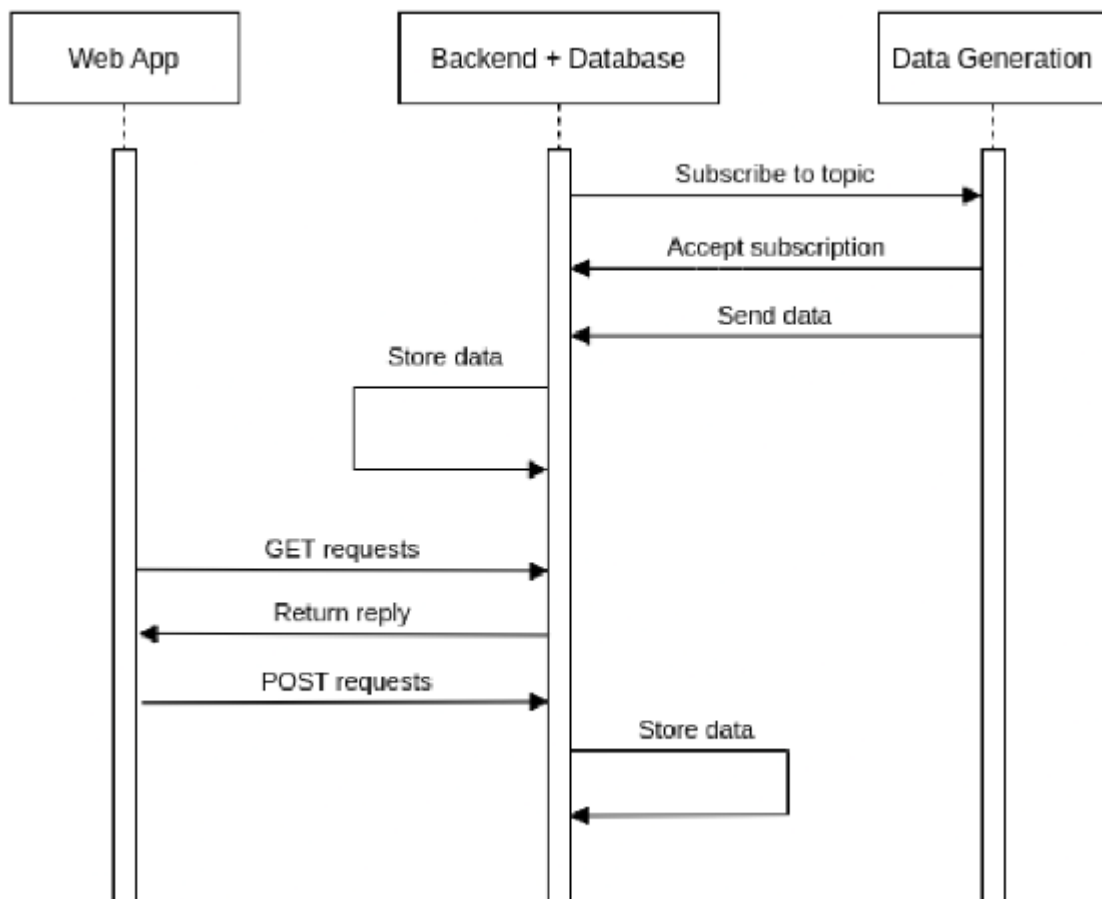 Web App
Backend + Database
Data Generation
Subscribe to topic
Accept subscription
Send data
Store data
GET requests
Return reply
POST requests
Store data